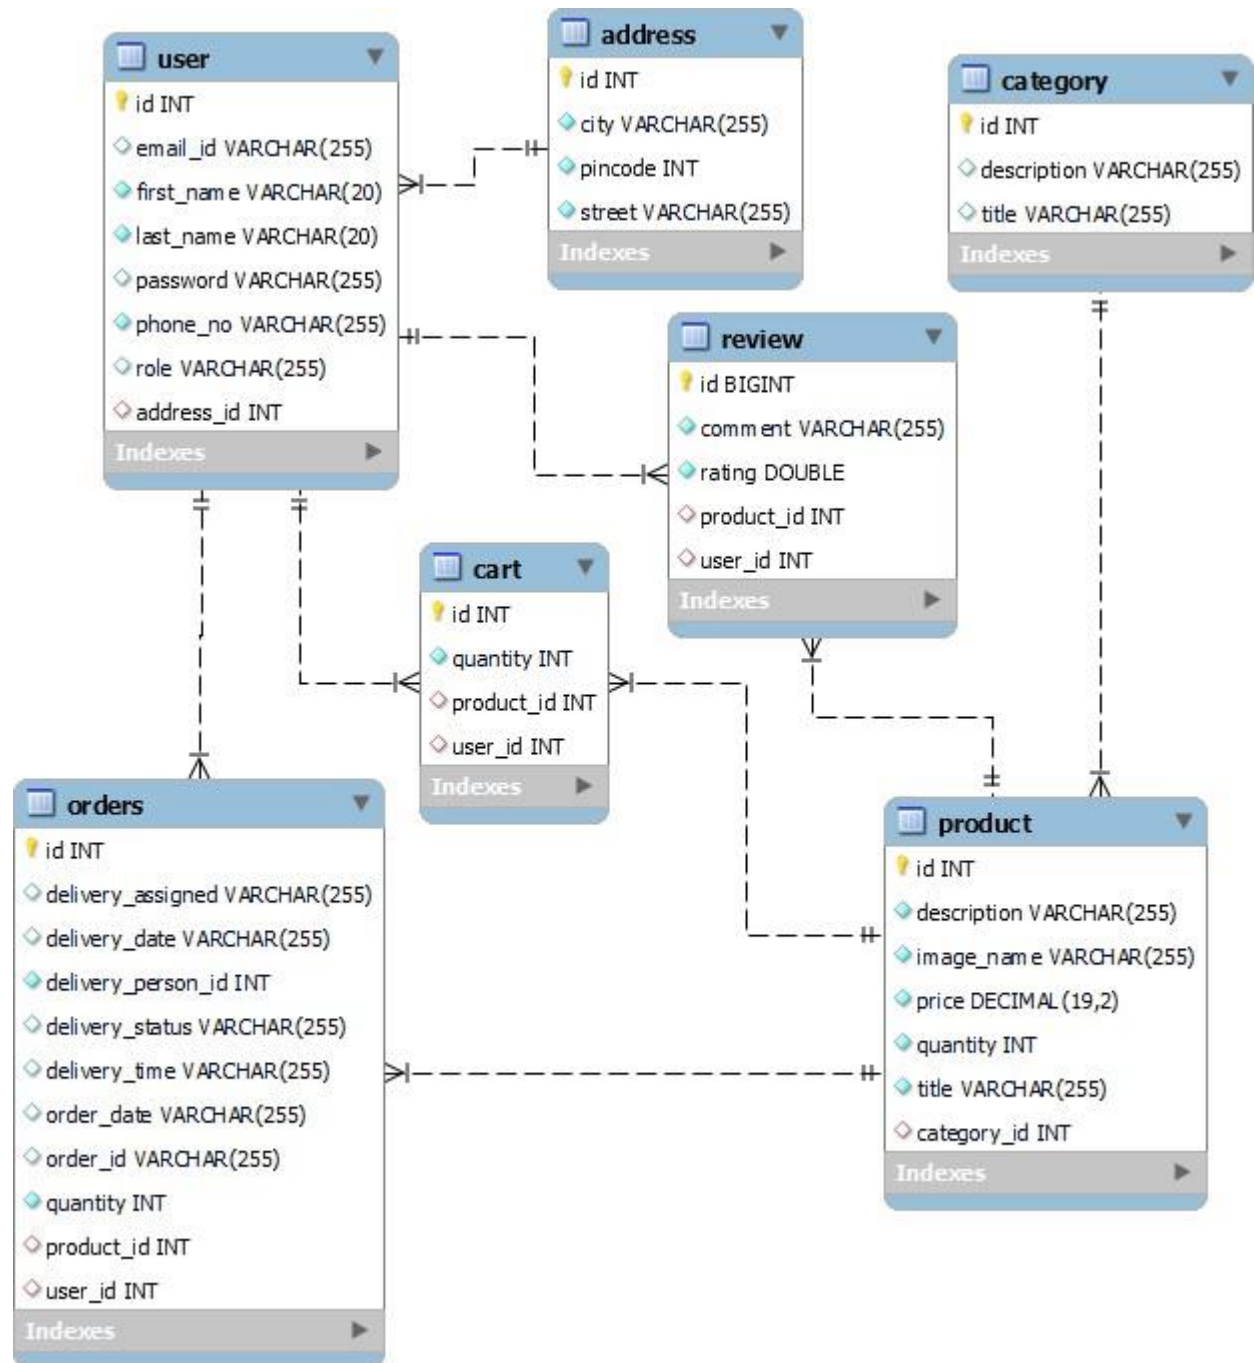 user
id INT
email_id VARCHAR(255)
first_name VARCHAR(20)
last_name VARCHAR(20)
password VARCHAR(255)
phone_no VARCHAR(255)
role VARCHAR(255)
address_id INT
Indexes
address
id INT
city VARCHAR(255)
pincode INT
street VARCHAR(255)
Indexes
category
id INT
description VARCHAR(255)
title VARCHAR(255)
Indexes
review
id BIGINT
comment VARCHAR(255)
rating DOUBLE
product_id INT
user_id INT
Indexes
cart
id INT
quantity INT
product_id INT
user_id INT
Indexes
orders
id INT
delivery_assigned VARCHAR(255)
delivery_date VARCHAR(255)
delivery_person_id INT
delivery_status VARCHAR(255)
delivery_time VARCHAR(255)
order_date VARCHAR(255)
order_id VARCHAR(255)
quantity INT
product_id INT
user_id INT
Indexes
product
id INT
description VARCHAR(255)
image_name VARCHAR(255)
price DECIMAL(19,2)
quantity INT
title VARCHAR(255)
category_id INT
Indexes